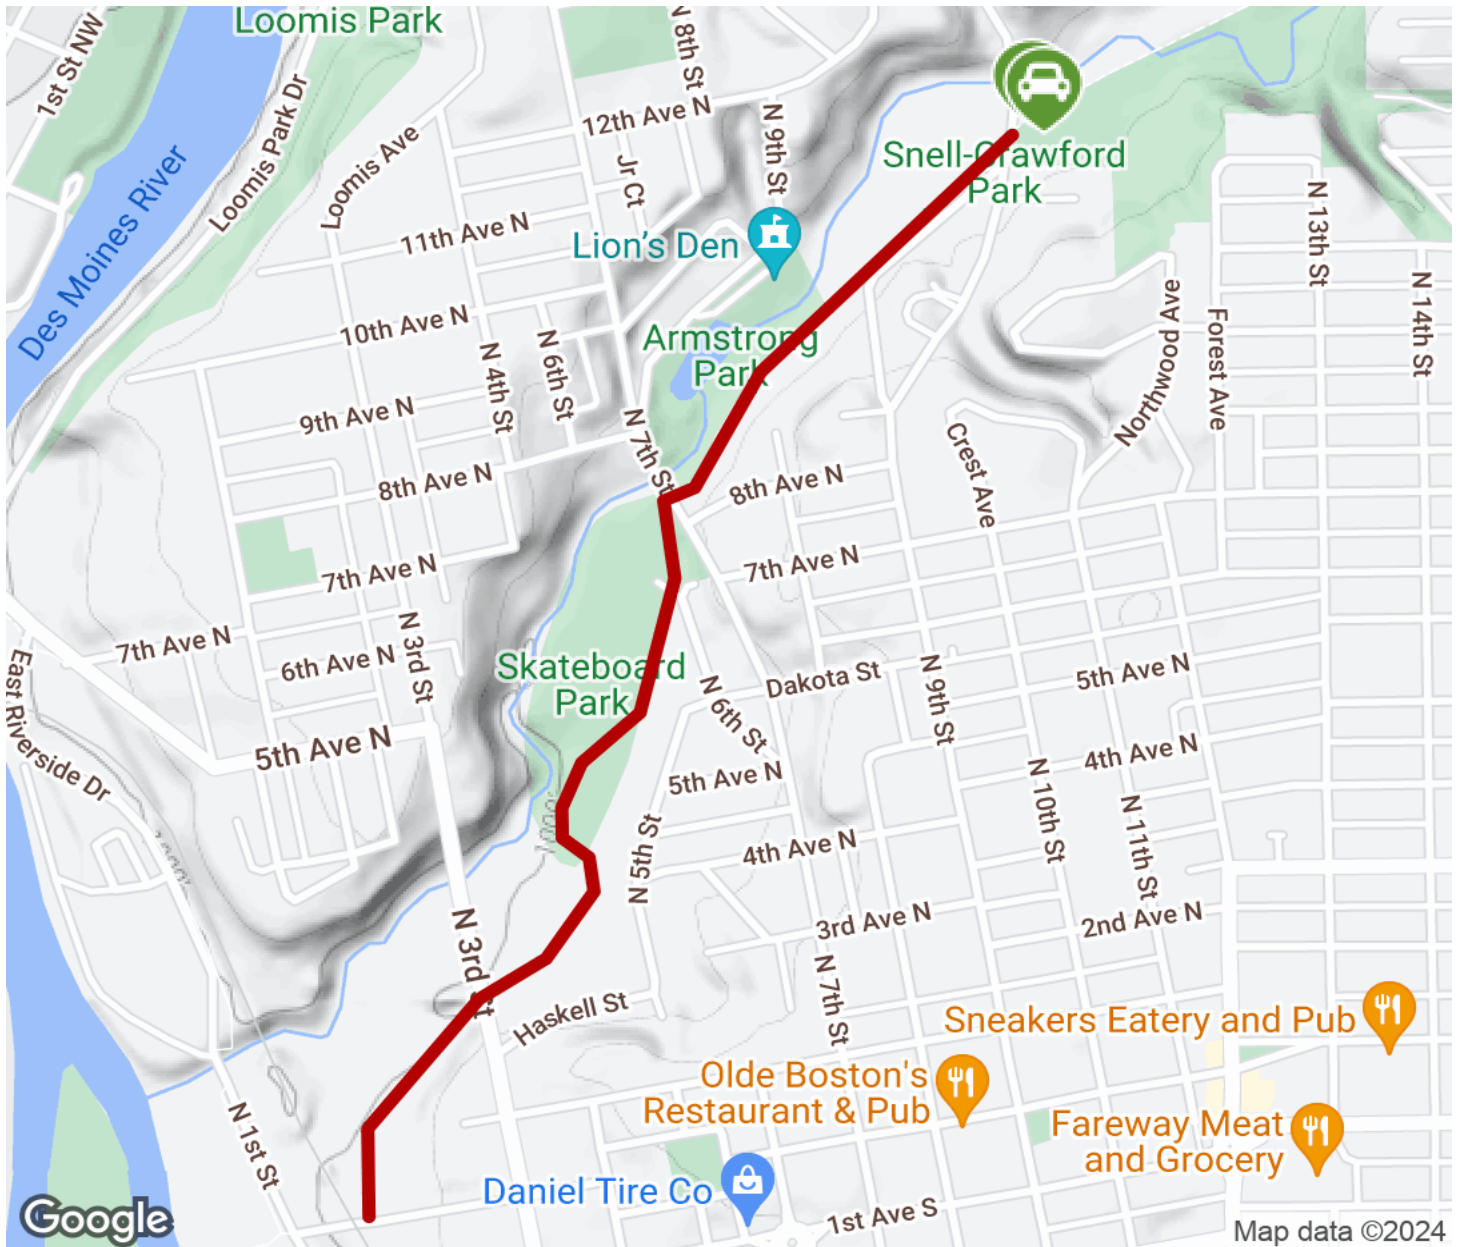 Loomis Park
1st St NW
N 8th St
12th Ave N
N 9th St
Loomis Park Dr
Loomis Ave
Des Moines River
Jr Ct
Snell-Crawford
Park
11th Ave N
Lion's Den
N 13th St
N 14th St
10th Ave N
Armstrong
Park
N 4th St
N 6th St
9th Ave N
Northwood Ave
Forest Ave
N 7th St
Crest Ave
8th Ave N
8th Ave N
7th Ave N
7th Ave N
7th Ave N
N 3rd St
6th Ave N
Skateboard
Park
East Riverside Dr
N 6th St
Dakota St
N 9th St
5th Ave N
5th Ave N
4th Ave N
5th Ave N
N 10th St
N 11th St
N 5th St
4th Ave N
N 3rd St
3rd Ave N
2nd Ave N
N 7th St
Haskell St
Sneakers Eatery and Pub
Olde Boston's
Restaurant & Pub
Fareway Meat
and Grocery
N 1st St
Daniel Tire Co
1st Ave S
Google
Map data ©2024